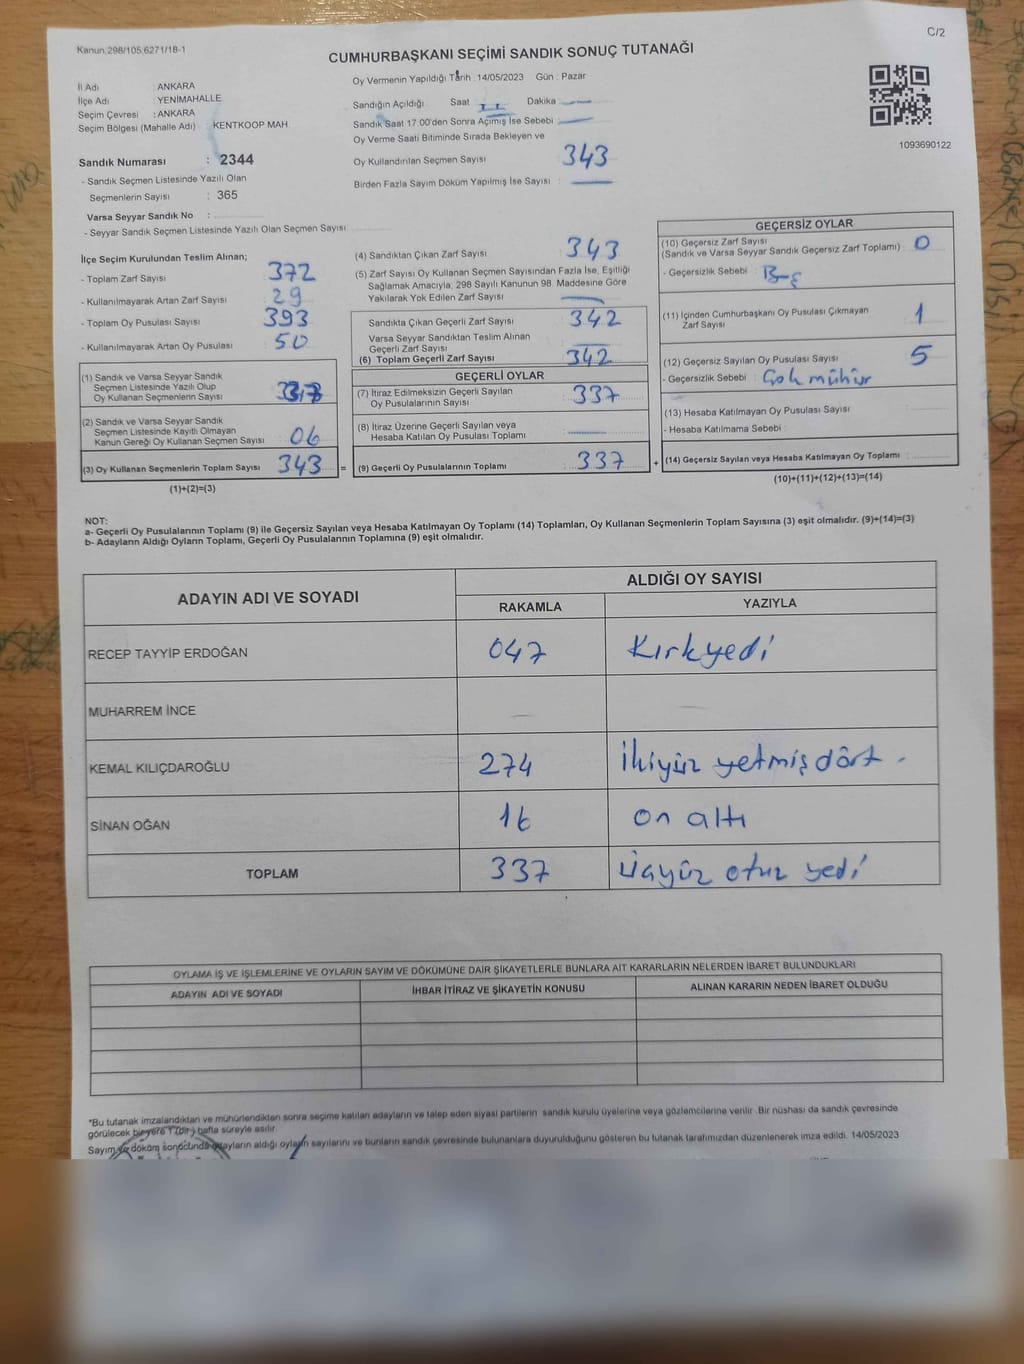 Kanun:298/105;6271/18-1
C/2
CUMHURBAŞKANI SEÇİMİ SANDIK SONUÇ TUTANAĞI
İl Adı ANKARA
İlçe Adı YENİMAHALLE
Seçim Çevresi : ANKARA
Seçim Bölgesi (Mahalle Adı) KENTKOOP MAH.
Sandık Numarası : 2344
- Sandık Seçmen Listesinde Yazılı Olan
Seçmenlerin Sayısı : 365
Varsa Seyyar Sandık No :
- Seyyar Sandık Seçmen Listesinde Yazılı Olan Seçmen Sayısı
Oy Vermenin Yapıldığı Tarih :14/05/2023 Gün : Pazar
Sandığın Açıldığı Saat Dakika
Sandık Saat 17:00'den Sonra Açılmış İse Sebebi
Oy Verme Saati Bitiminde Sırada Bekleyen ve
Oy Kullandırılan Seçmen Sayısı 343
Birden Fazla Sayım Döküm Yapılmış İse Sayısı :
1093690122
İlçe Seçim Kurulundan Teslim Alınan;
- Toplam Zarf Sayısı 372
- Kullanılmayarak Artan Zarf Sayısı 29
- Toplam Oy Pusulası Sayısı 393
- Kullanılmayarak Artan Oy Pusulası 50
(1) Sandık ve Varsa Seyyar Sandık
Seçmen Listesinde Yazılı Olup
Oy Kullanan Seçmenlerin Sayısı
(2) Sandık ve Varsa Seyyar Sandık
Seçmen Listesinde Kayıtlı Olmayan
Kanun Gereği Oy Kullanan Seçmen Sayısı 06
(3) Oy Kullanan Seçmenlerin Toplam Sayısı 343 =
(1)+(2)=(3)
(4) Sandıktan Çıkan Zarf Sayısı 343
(5) Zarf Sayısı Oy Kullanan Seçmen Sayısından Fazla İse, Eşitliği
Sağlamak Amacıyla, 298 Sayılı Kanunun 98. Maddesine Göre
Yakılarak Yok Edilen Zarf Sayısı
Sandıkta Çıkan Geçerli Zarf Sayısı 342
Varsa Seyyar Sandıktan Teslim Alınan
Geçerli Zarf Sayısı
(6) Toplam Geçerli Zarf Sayısı 342
GEÇERLİ OYLAR
(7) İtiraz Edilmeksizin Geçerli Sayılan
Oy Pusulalarının Sayısı 337
(8) İtiraz Üzerine Geçerli Sayılan veya
Hesaba Katılan Oy Pusulası Toplamı
(9) Geçerli Oy Pusulalarının Toplamı 337 +
GEÇERSİZ OYLAR
(10) Geçersiz Zarf Sayısı
(Sandık ve Varsa Seyyar Sandık Geçersiz Zarf Toplamı) 0
- Geçersizlik Sebebi :
(11) İçinden Cumhurbaşkanı Oy Pusulası Çıkmayan
Zarf Sayısı 1
(12) Geçersiz Sayılan Oy Pusulası Sayısı 5
- Geçersizlik Sebebi : Çok mühür
(13) Hesaba Katılmayan Oy Pusulası Sayısı
- Hesaba Katılmama Sebebi :
(14) Geçersiz Sayılan veya Hesaba Katılmayan Oy Toplamı
(10)+(11)+(12)+(13)=(14)
NOT:
a- Geçerli Oy Pusulalarının Toplamı (9) ile Geçersiz Sayılan veya Hesaba Katılmayan Oy Toplamı (14) Toplamları, Oy Kullanan Seçmenlerin Toplam Sayısına (3) eşit olmalıdır. (9)+(14)=(3)
b- Adayların Aldığı Oyların Toplamı, Geçerli Oy Pusulalarının Toplamına (9) eşit olmalıdır.
ADAYIN ADI VE SOYADI ALDIĞI OY SAYISI
RAKAMLA YAZIYLA
RECEP TAYYİP ERDOĞAN 047 Kırkyedi
MUHARREM İNCE — —
KEMAL KILIÇDAROĞLU 274 İkiyüz yetmiş dört .
SİNAN OĞAN 16 on altı
TOPLAM 337 Üçyüz otuz yedi
OYLAMA İŞ VE İŞLEMLERİNE VE OYLARIN SAYIM VE DÖKÜMÜNE DAİR ŞİKAYETLERLE BUNLARA AİT KARARLARIN NELERDEN İBARET BULUNDUKLARI
ADAYIN ADI VE SOYADI İHBAR İTİRAZ VE ŞİKAYETİN KONUSU ALINAN KARARIN NEDEN İBARET OLDUĞU
*Bu tutanak imzalandıktan ve mühürlendikten sonra seçime katılan adayların ve talep eden siyasi partilerin sandık kurulu üyelerine veya gözlemcilerine verilir. Bir nüshası da sandık çevresinde
görülecek bir yere 1 (bir) hafta süreyle asılır.
Sayım ve döküm sonucunda adayların aldığı oyların sayılarını ve bunların sandık çevresinde bulunanlara duyurulduğunu gösteren bu tutanak tarafımızdan düzenlenerek imza edildi. 14/05/2023